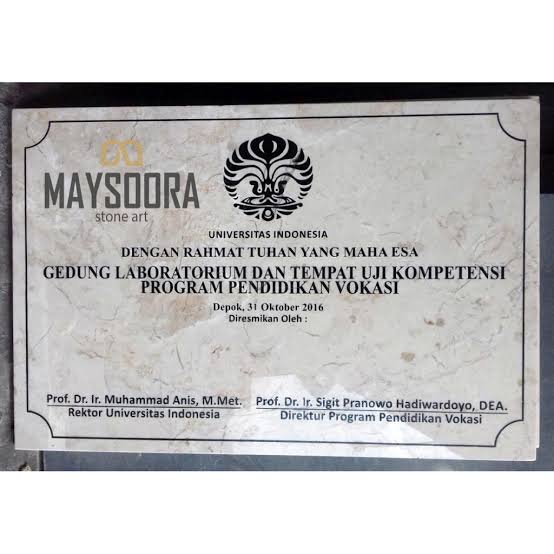 MAYSOORA
stone art
UNIVERSITAS INDONESIA
DENGAN RAHMAT TUHAN YANG MAHA ESA
GEDUNG LABORATORIUM DAN TEMPAT UJI KOMPETENSI
PROGRAM PENDIDIKAN VOKASI
Depok, 31 Oktober 2016
Diresmikan Oleh :
Prof. Dr. Ir. Muhammad Anis, M.Met.
Rektor Universitas Indonesia
Prof. Dr. Ir. Sigit Pranowo Hadiwardoyo, DEA.
Direktur Program Pendidikan Vokasi